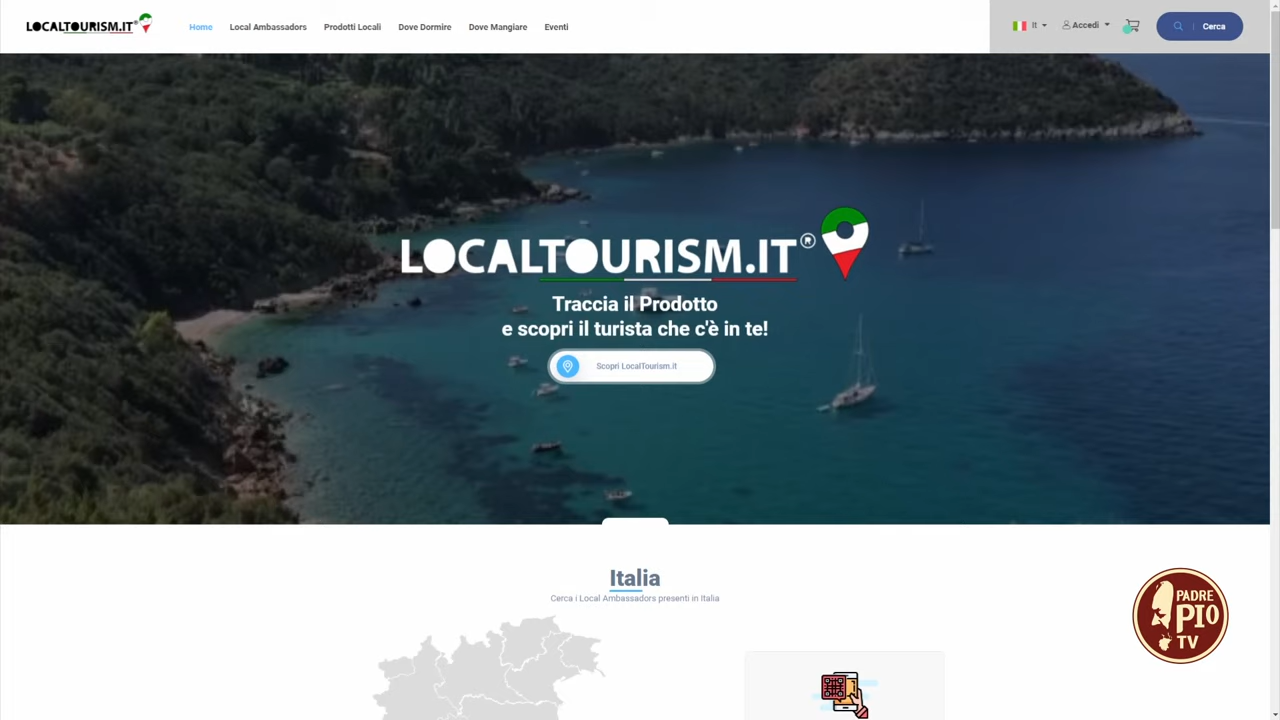 LOCALTOURISM.IT®
Home
Local Ambassadors
Prodotti Locali
Dove Dormire
Dove Mangiare
Eventi
It
Accedi
Cerca
LOCALTOURISM.IT®
Traccia il Prodotto
e scopri il turista che c'è in te!
Scopri LocalTourism.it
Italia
Cerca i Local Ambassadors presenti in Italia
PADRE
PIO
TV